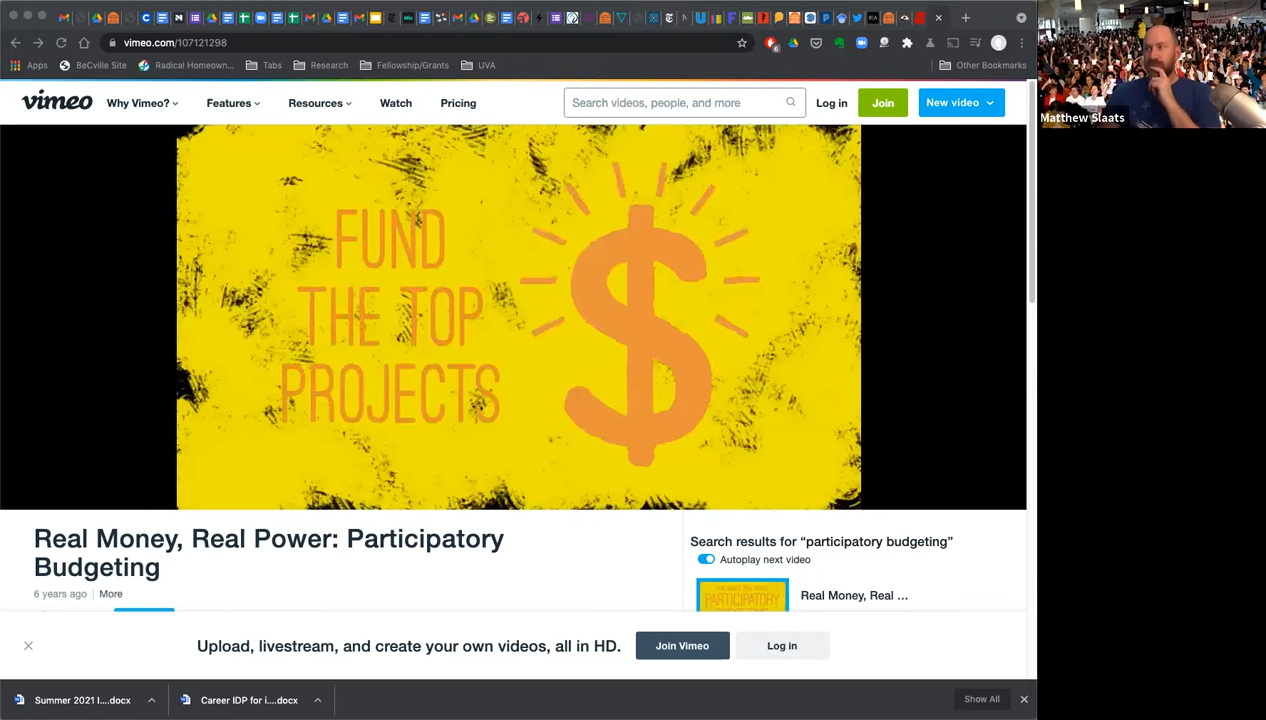 vimeo.com/107121298
Apps
BeCville Site
Radical Homeown...
Tabs
Research
Fellowship/Grants
UVA
Other Bookmarks
vimeo
Why Vimeo?
Features
Resources
Watch
Pricing
Search videos, people, and more
Log in
Join
New video
Matthew Slaats
FUND
THE TOP
PROJECTS
Real Money, Real Power: Participatory
Budgeting
6 years ago
More
Search results for “participatory budgeting”
Autoplay next video
PARTICIPATORY
Real Money, Real ...
Upload, livestream, and create your own videos, all in HD.
Join Vimeo
Log in
Summer 2021 I....docx
Career IDP for i....docx
Show All